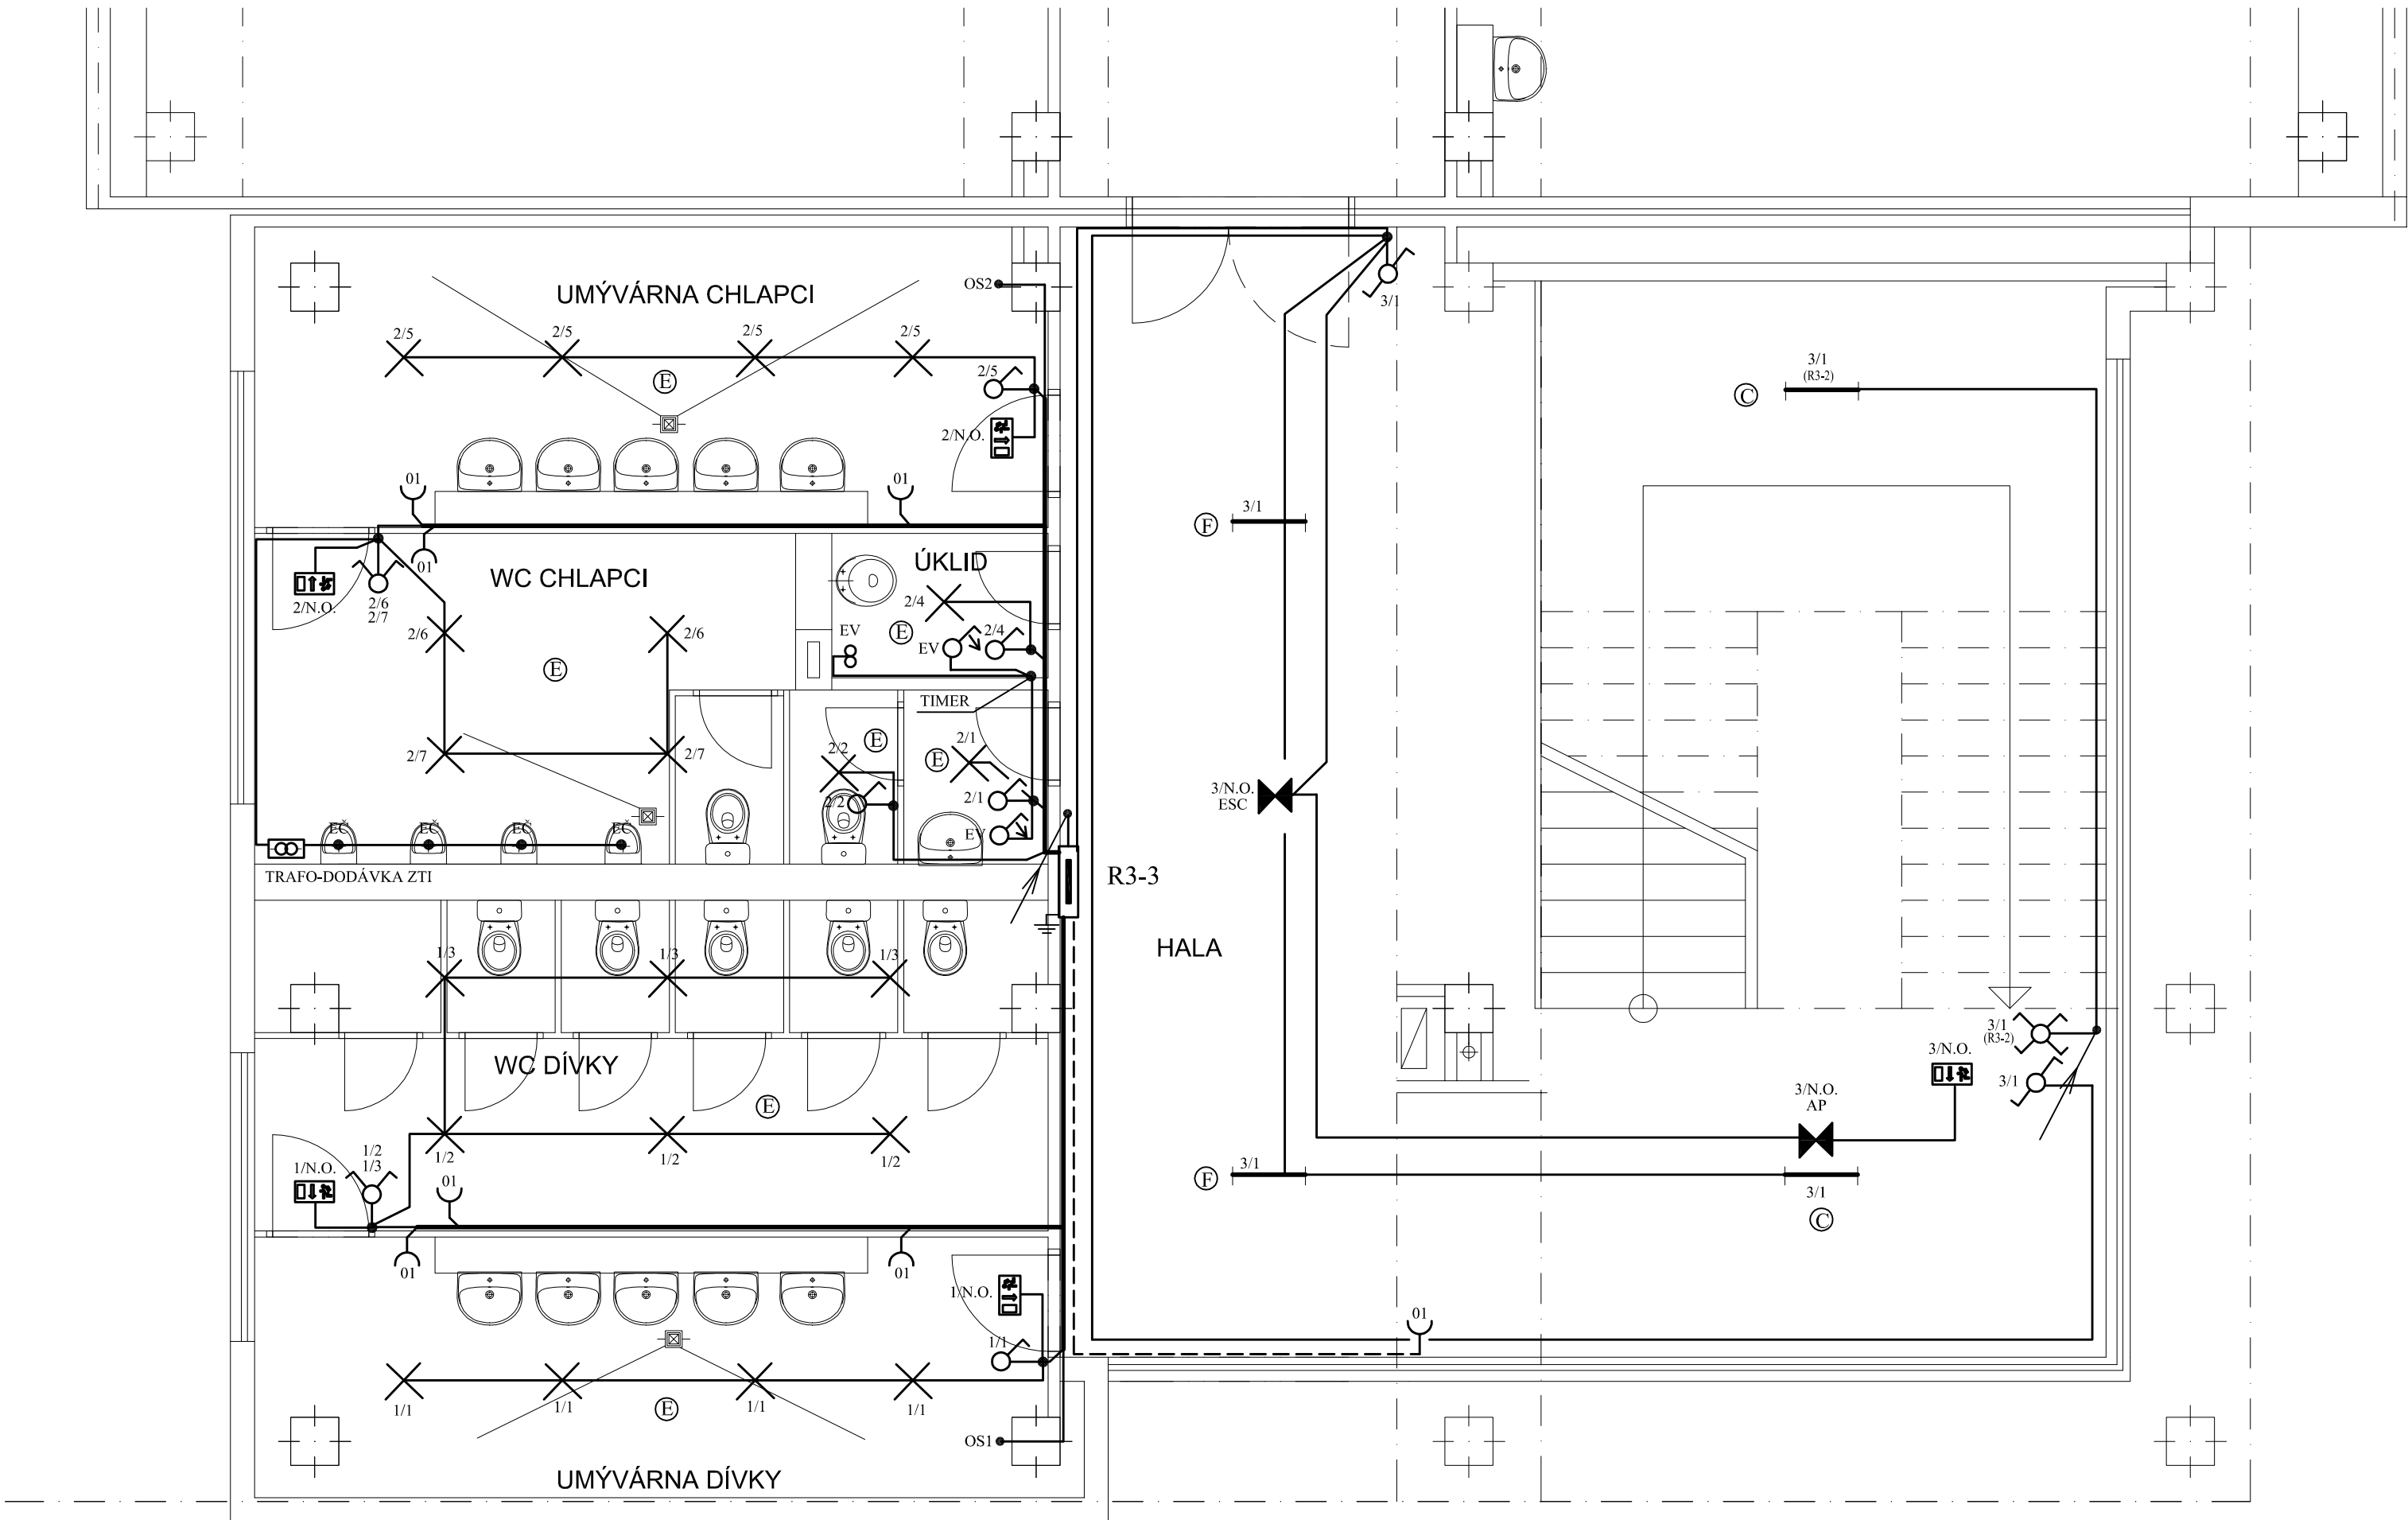 UMÝVÁRNA CHLAPCI
OS2
3/1
2/5
2/5
2/5
2/5
2/5
E
3/1
(R3-2)
C
2/N.O.
01
01
01
3/1
F
WC CHLAPCI
ÚKLID
2/N.O.
2/6
2/7
2/4
2/6
2/6
E
EV
E
EV
2/4
TIMER
2/7
2/7
2/2
E
2/1
E
2/2
2/1
EV
3/N.O.
ESC
EČ
EČ
EČ
EČ
TRAFO-DODÁVKA ZTI
R3-3
HALA
1/3
1/3
1/3
WC DÍVKY
E
3/1
(R3-2)
3/N.O.
3/1
3/N.O.
AP
1/2
1/3
1/N.O.
1/2
1/2
1/2
01
F
3/1
3/1
C
01
01
1/N.O.
01
1/1
1/1
1/1
1/1
1/1
E
OS1
UMÝVÁRNA DÍVKY